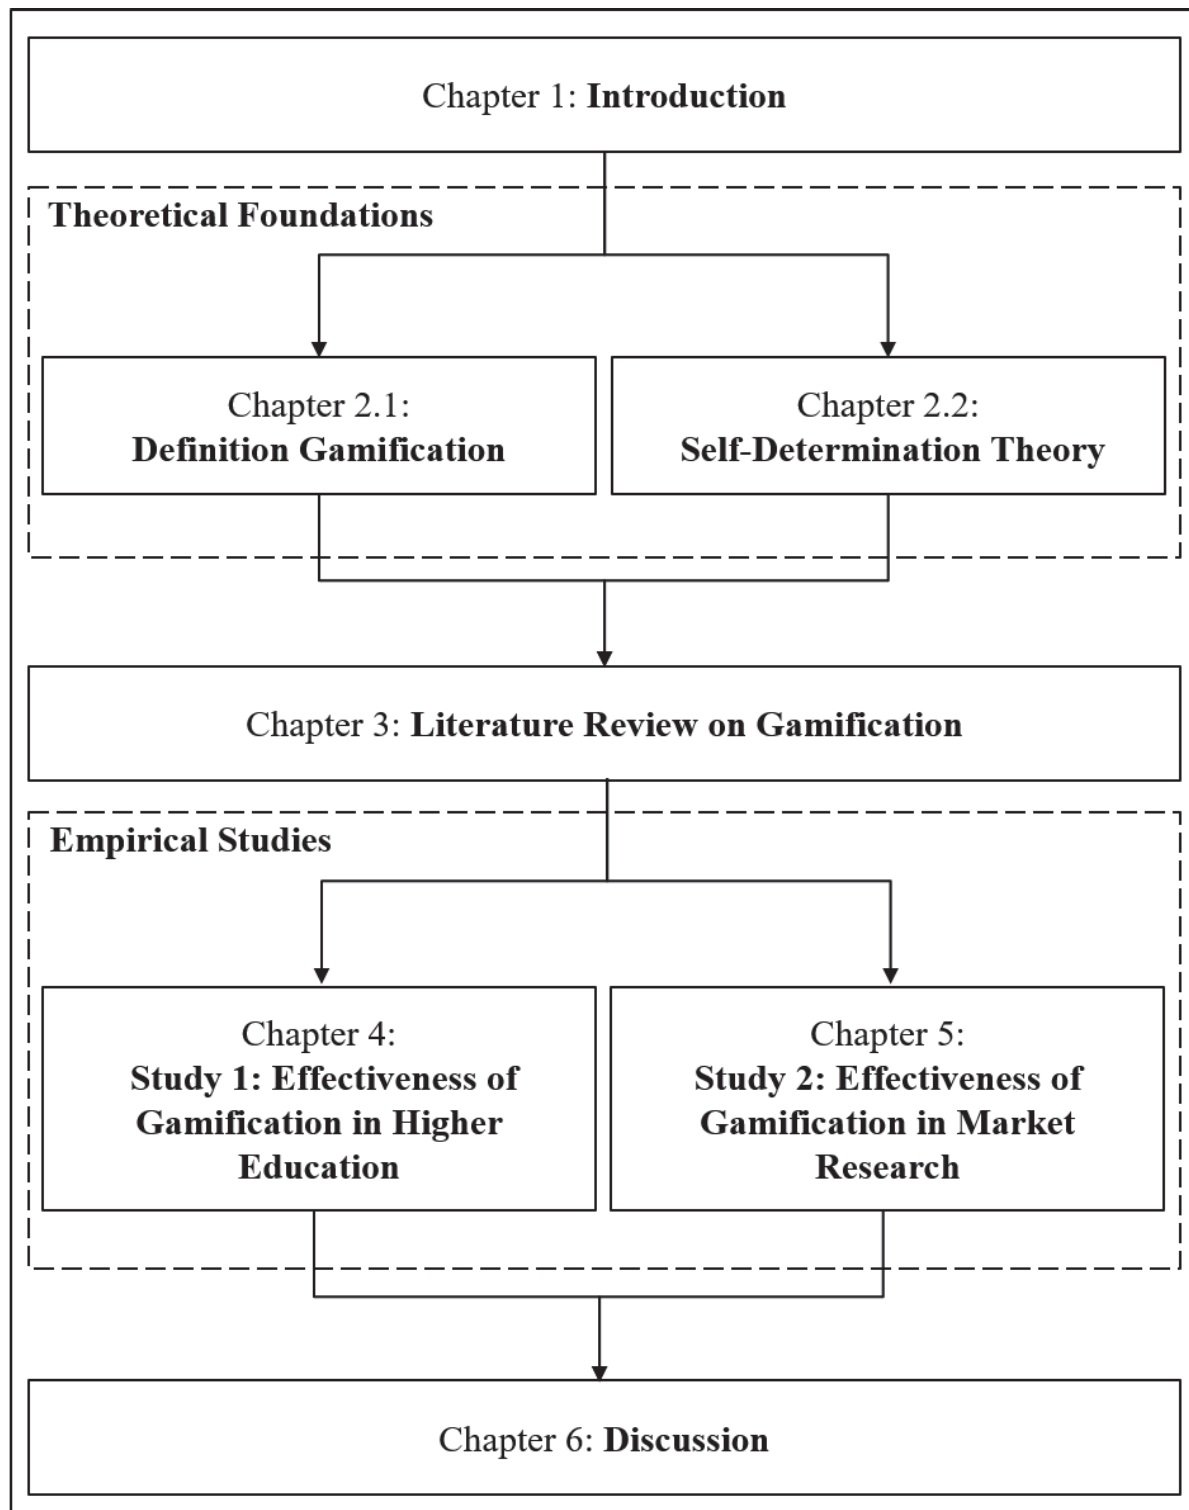 Chapter 1: Introduction
Theoretical Foundations
Chapter 2.1:
Definition Gamification
Chapter 2.2:
Self-Determination Theory
Chapter 3: Literature Review on Gamification
Empirical Studies
Chapter 4:
Study 1: Effectiveness of
Gamification in Higher
Education
Chapter 5:
Study 2: Effectiveness of
Gamification in Market
Research
Chapter 6: Discussion